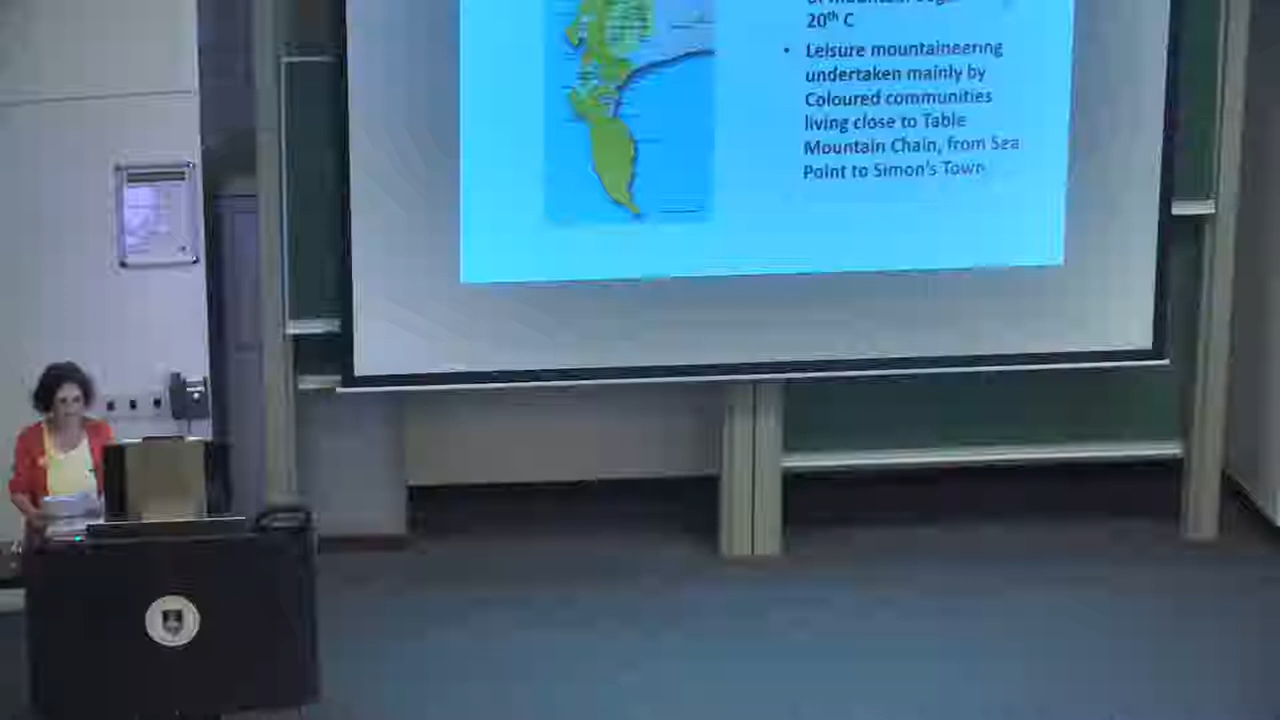 20th C
• Leisure mountaineering
undertaken mainly by
Coloured communities
living close to Table
Mountain Chain, from Sea
Point to Simon's Town